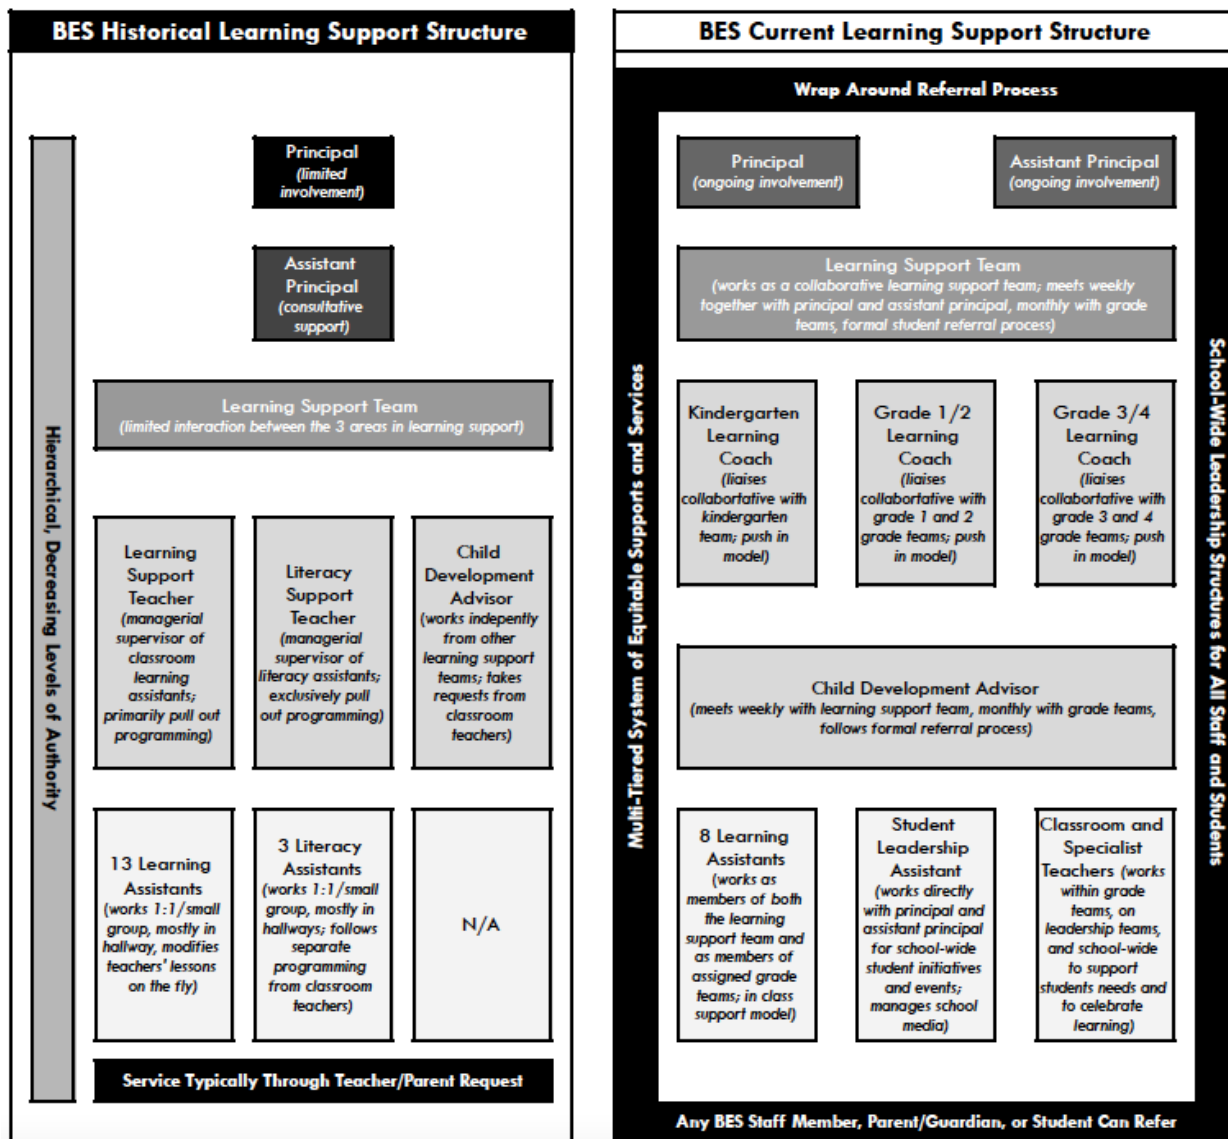 BES Historical Learning Support Structure
Hierarchical, Decreasing Levels of Authority
Principal
(limited
involvement)
Assistant
Principal
(consultative
support)
Learning Support Team
(limited interaction between the 3 areas in learning support)
Learning
Support
Teacher
(managerial
supervisor of
classroom
learning
assistants;
primarily pull out
programming)
Literacy
Support
Teacher
(managerial
supervisor of
literacy assistants;
exclusively pull
out programming)
Child
Development
Advisor
(works indepently
from other
learning support
teams; takes
requests from
classroom
teachers)
13 Learning
Assistants
(works 1:1/small
group, mostly in
hallway, modifies
teachers' lessons
on the fly)
3 Literacy
Assistants
(works 1:1/small
group, mostly in
hallways; follows
separate
programming
from classroom
teachers)
N/A
Service Typically Through Teacher/Parent Request
BES Current Learning Support Structure
Wrap Around Referral Process
Multi-Tiered System of Equitable Supports and Services
Principal
(ongoing involvement)
Assistant Principal
(ongoing involvement)
Learning Support Team
(works as a collaborative learning support team; meets weekly
together with principal and assistant principal, monthly with grade
teams, formal student referral process)
Kindergarten
Learning
Coach
(liaises
collabortative with
kindergarten
team; push in
model)
Grade 1/2
Learning
Coach
(liaises
collabortative with
grade 1 and 2
grade teams; push
in model)
Grade 3/4
Learning
Coach
(liaises
collabortative with
grade 3 and 4
grade teams; push
in model)
Child Development Advisor
(meets weekly with learning support team, monthly with grade teams,
follows formal referral process)
8 Learning
Assistants
(works as
members of both
the learning
support team and
as members of
assigned grade
teams; in class
support model)
Student
Leadership
Assistant
(works directly
with principal and
assistant principal
for school-wide
student initiatives
and events;
manages school
media)
Classroom and
Specialist
Teachers (works
within grade
teams, on
leadership teams,
and school-wide
to support
students needs and
to celebrate
learning)
School-Wide Leadership Structures for All Staff and Students
Any BES Staff Member, Parent/Guardian, or Student Can Refer